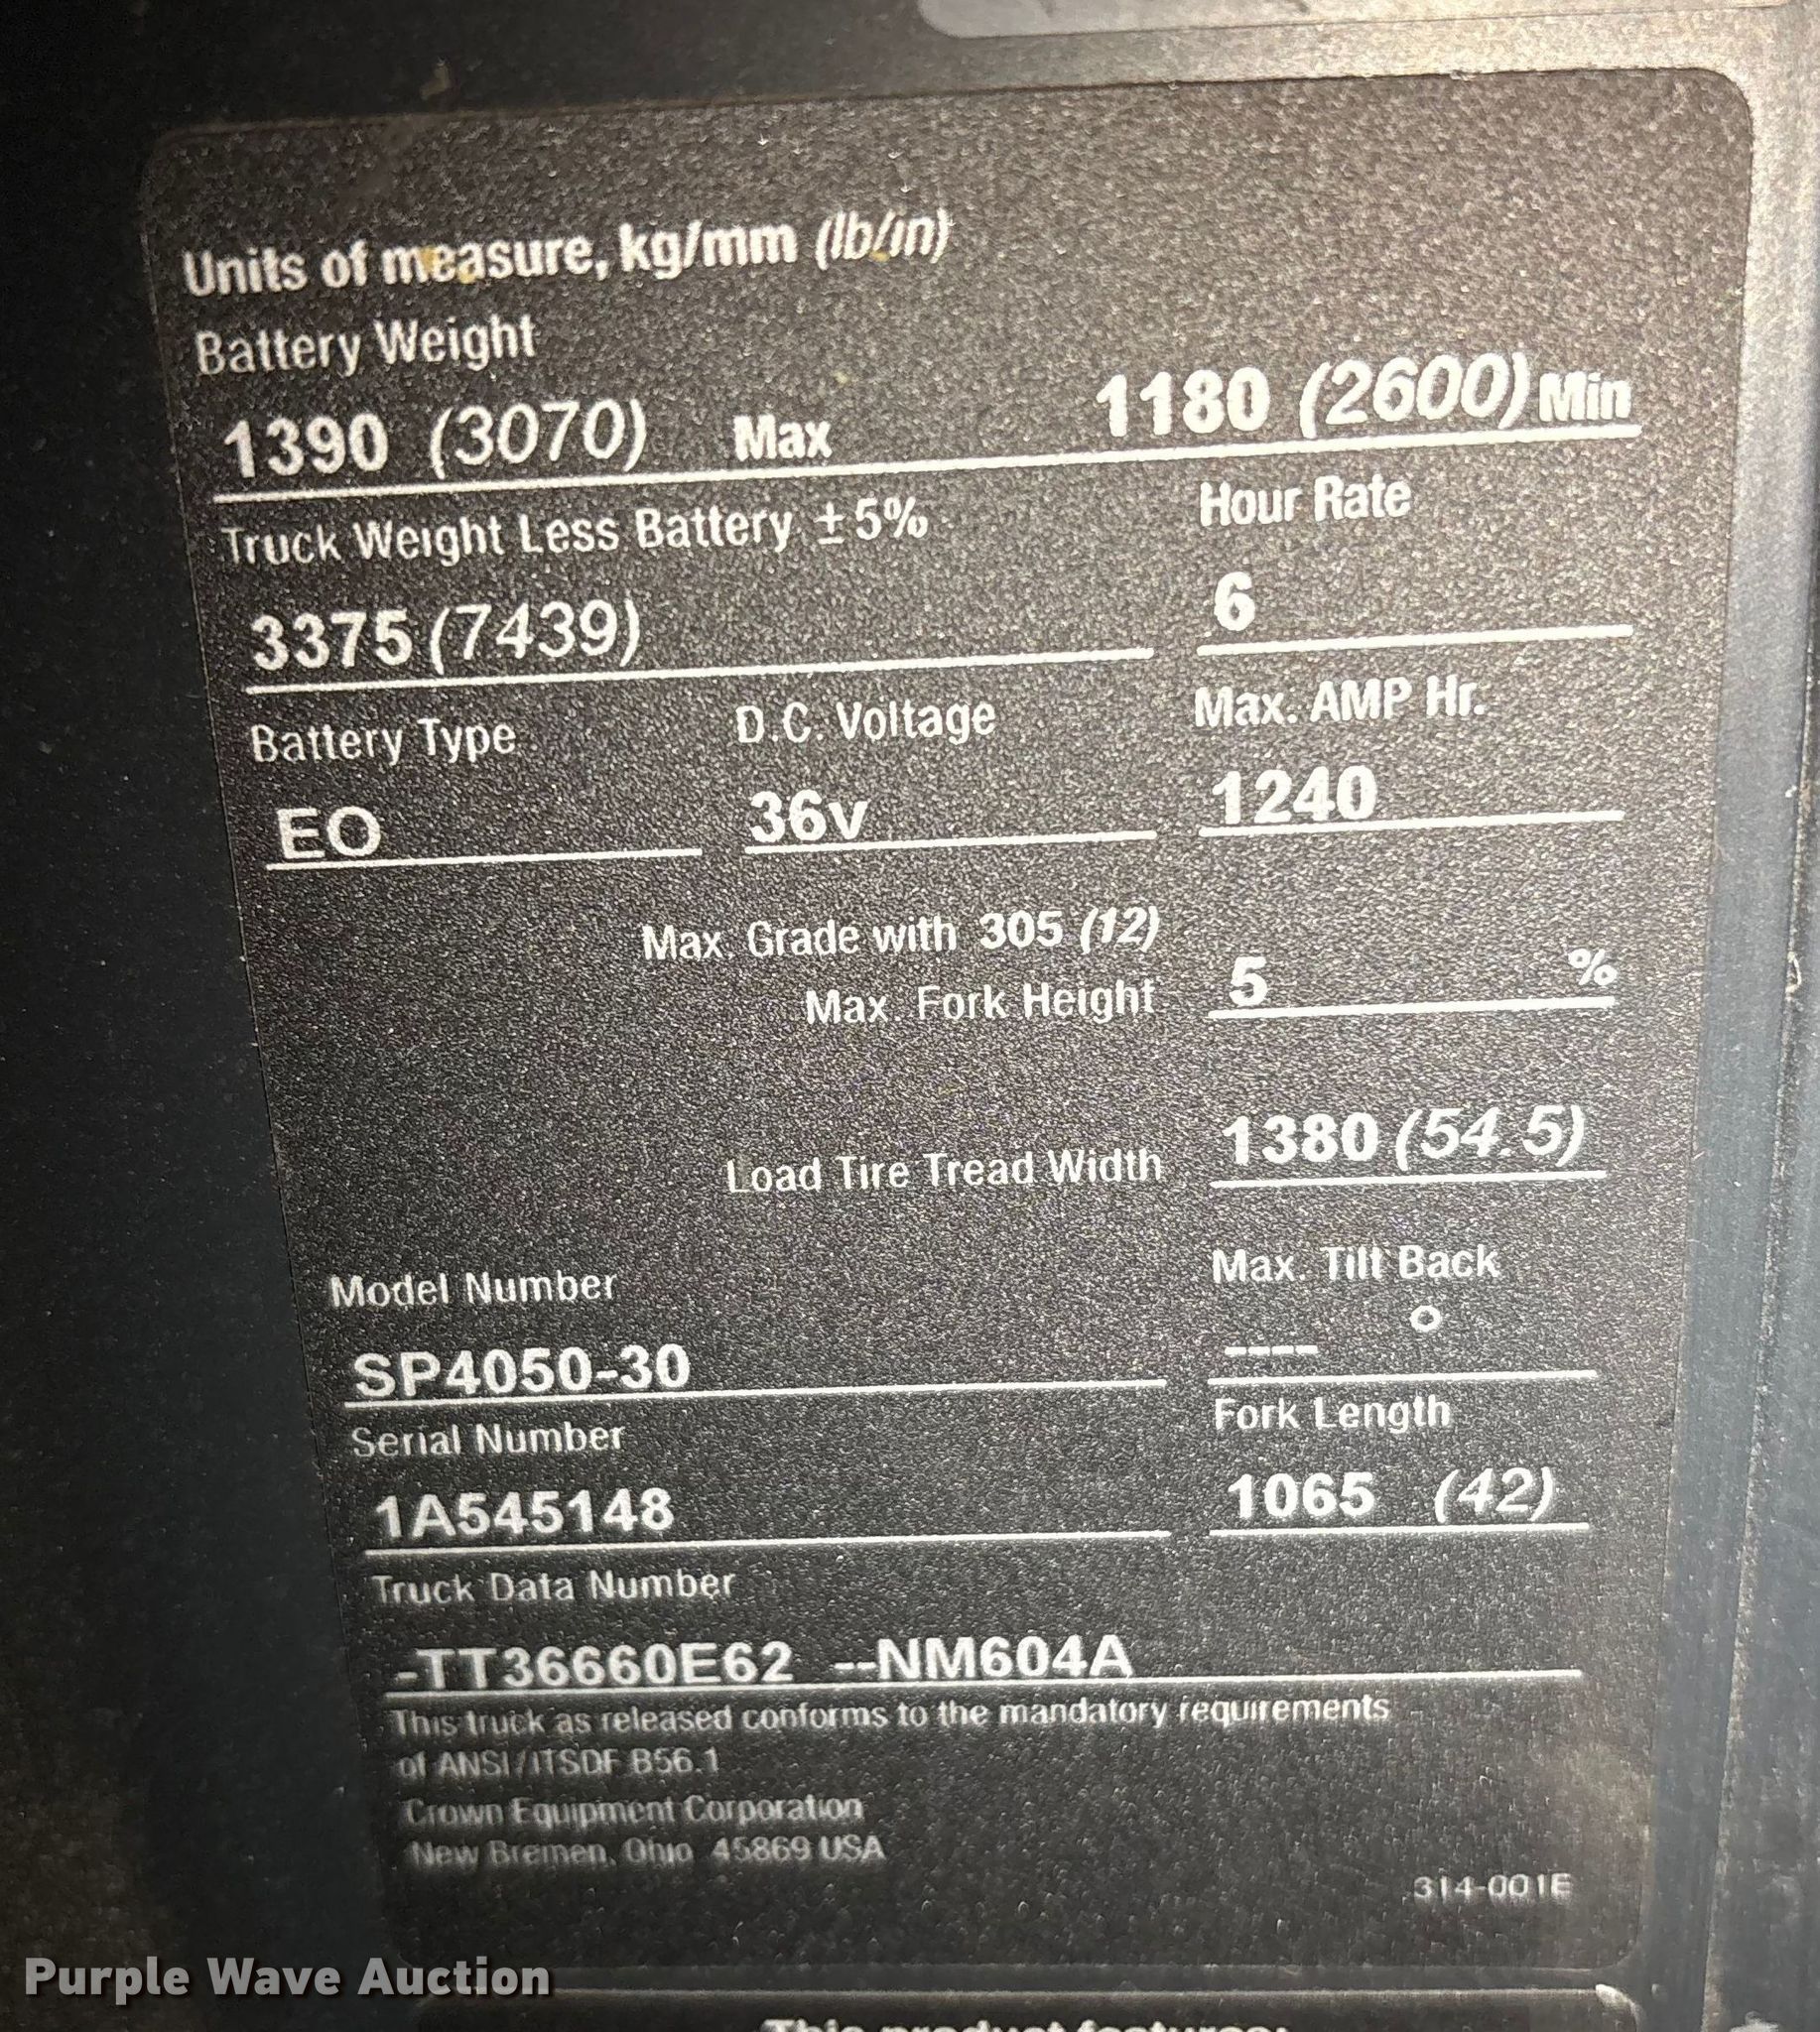 Units of measure, kg/mm (lb/in)
Battery Weight
1390 (3070) Max 1180 (2600) Min
Truck Weight Less Battery ±5% Hour Rate
3375 (7439) 6
Battery Type D.C. Voltage Max. AMP Hr.
EO 36v 1240
Max. Grade with 305 (12)
Max. Fork Height 5 %
Load Tire Tread Width 1380 (54.5)
Model Number Max. Tilt Back
SP4050-30 ---- °
Serial Number Fork Length
1A545148 1065 (42)
Truck Data Number
-TT36660E62 --NM604A
This truck as released conforms to the mandatory requirements
of ANSI/ITSDF B56.1
Crown Equipment Corporation
New Bremen, Ohio 45869 USA
314-001E
Purple Wave Auction
This product features: